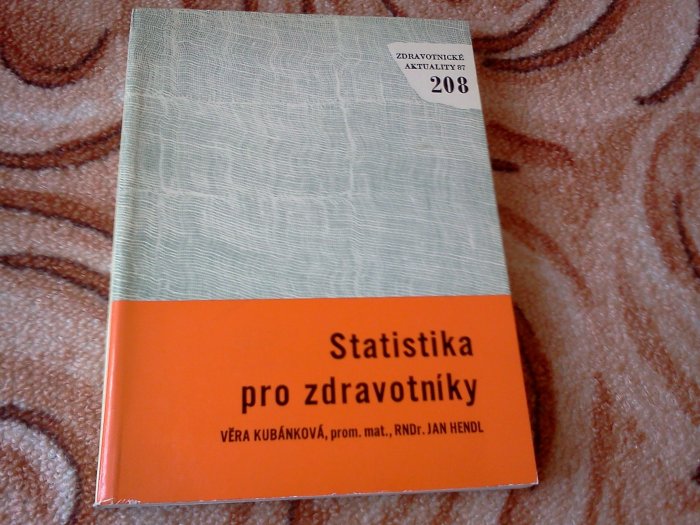 ZDRAVOTNICKÉ
AKTUALITY 87
208
Statistika
pro zdravotníky
VĚRA KUBÁNKOVÁ, prom. mat., RNDr. JAN HENDL